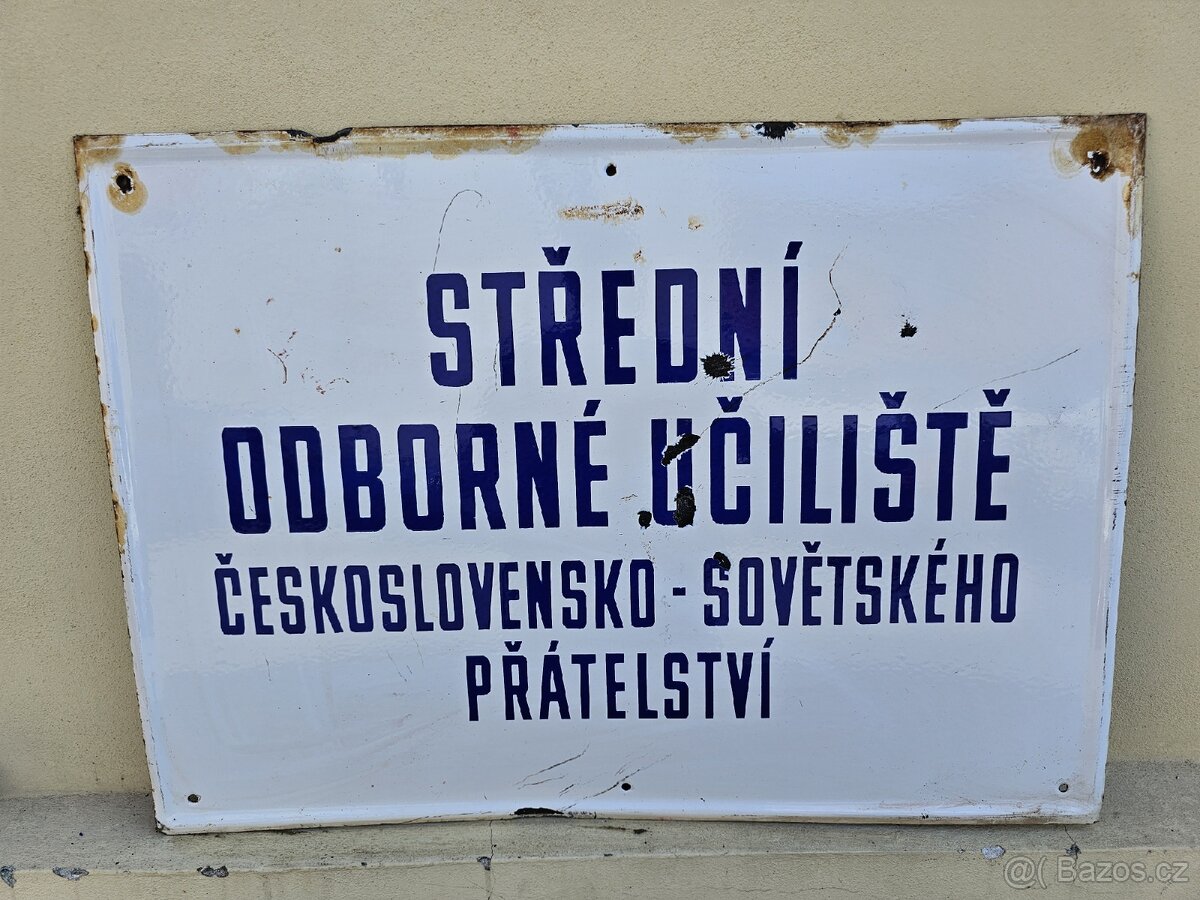 STŘEDNÍ
ODBORNÉ UČILIŠTĚ
ČESKOSLOVENSKO - SOVĚTSKÉHO
PŘÁTELSTVÍ
@( Bazos.cz